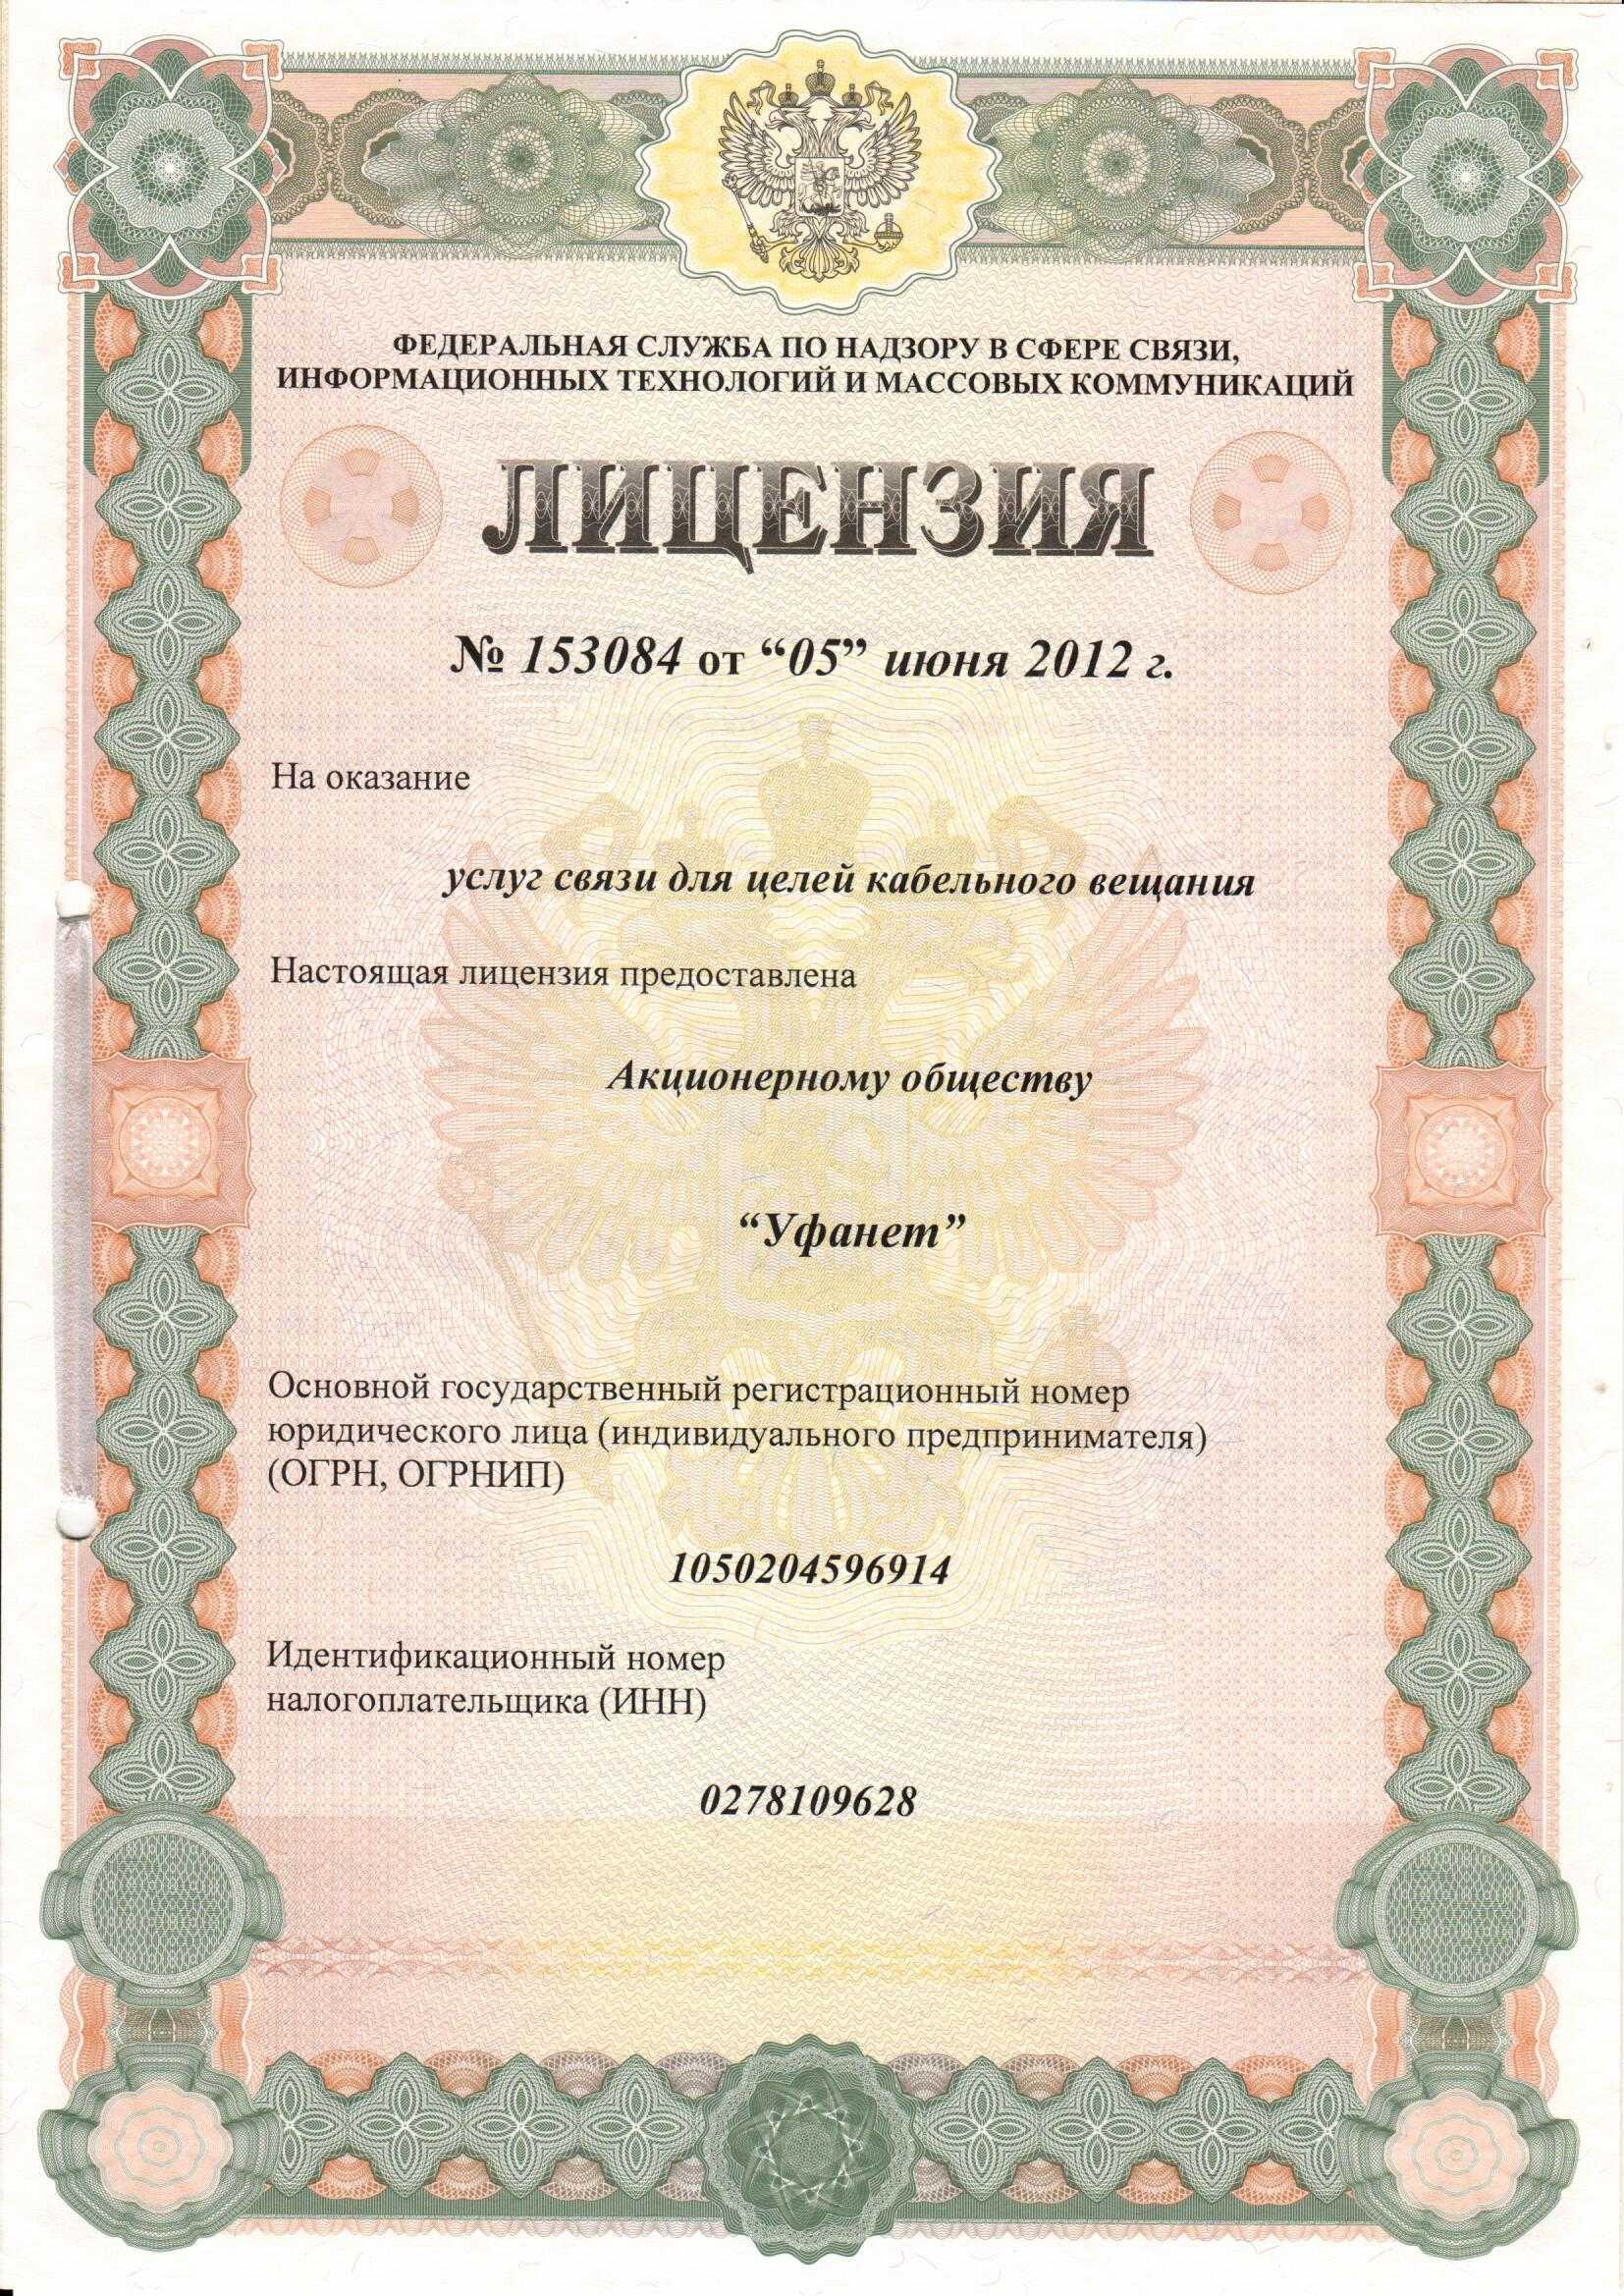 ФЕДЕРАЛЬНАЯ СЛУЖБА ПО НАДЗОРУ В СФЕРЕ СВЯЗИ,
ИНФОРМАЦИОННЫХ ТЕХНОЛОГИЙ И МАССОВЫХ КОММУНИКАЦИЙ
ЛИЦЕНЗИЯ
№ 153084 от “05” июня 2012 г.
На оказание
услуг связи для целей кабельного вещания
Настоящая лицензия предоставлена
Акционерному обществу
“Уфанет”
Основной государственный регистрационный номер
юридического лица (индивидуального предпринимателя)
(ОГРН, ОГРНИП)
1050204596914
Идентификационный номер
налогоплательщика (ИНН)
0278109628